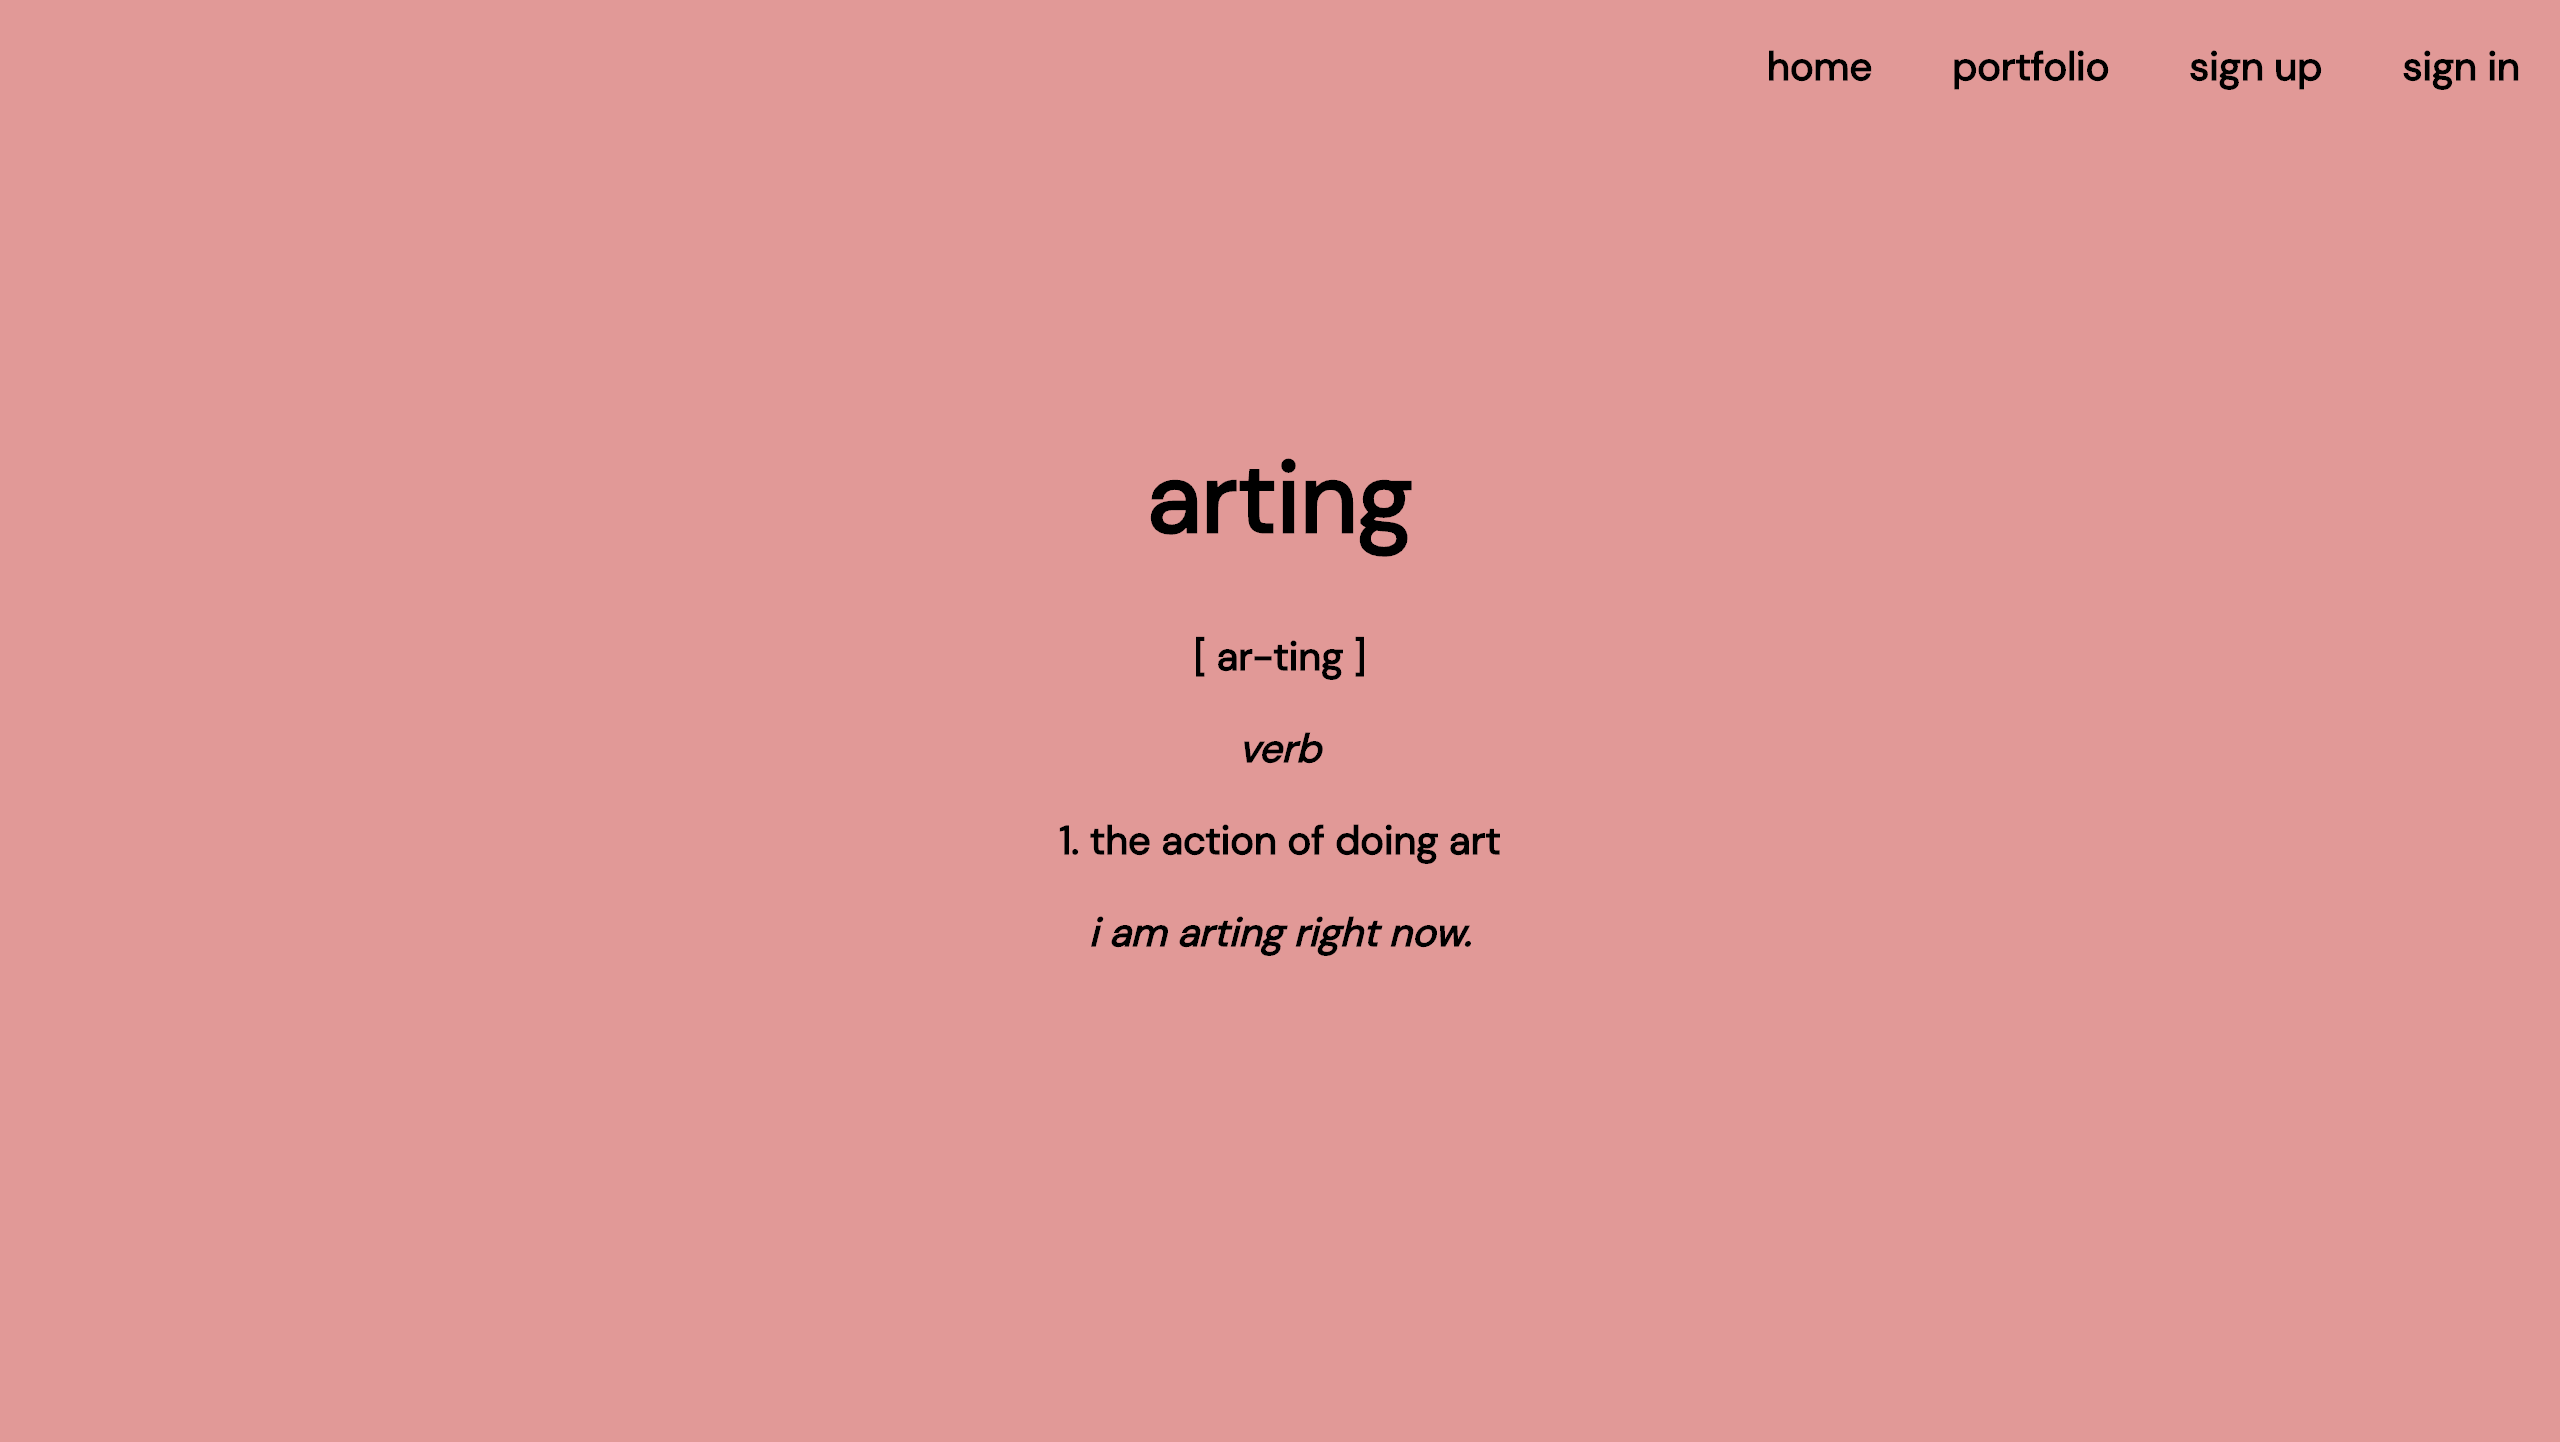 home portfolio sign up sign in
arting
[ ar-ting ]
verb
1. the action of doing art
i am arting right now.